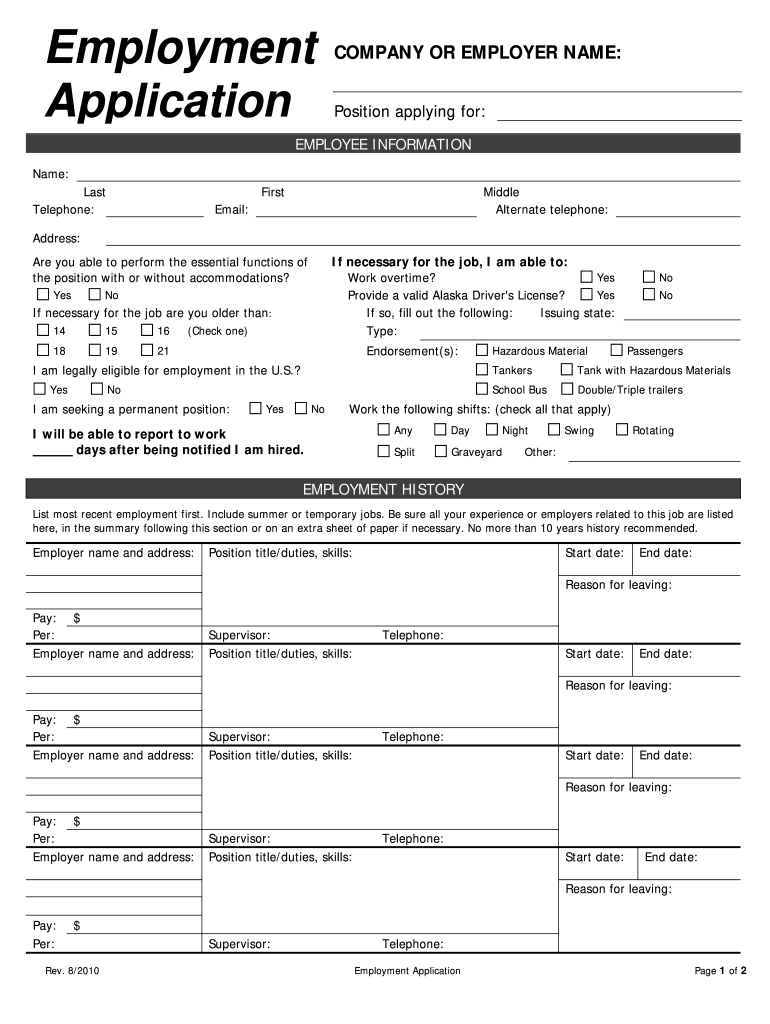 Employment
Application
COMPANY OR EMPLOYER NAME:
Position applying for:
EMPLOYEE INFORMATION
Name:
Last First Middle
Telephone: Email: Alternate telephone:
Address:
Are you able to perform the essential functions of
the position with or without accommodations?
Yes No
If necessary for the job are you older than:
14 15 16 (Check one)
18 19 21
I am legally eligible for employment in the U.S.?
Yes No
I am seeking a permanent position: Yes No
I will be able to report to work
______ days after being notified I am hired.
If necessary for the job, I am able to:
Work overtime? Yes No
Provide a valid Alaska Driver's License? Yes No
If so, fill out the following: Issuing state:
Type:
Endorsement(s): Hazardous Material Passengers
Tankers Tank with Hazardous Materials
School Bus Double/Triple trailers
Work the following shifts: (check all that apply)
Any Day Night Swing Rotating
Split Graveyard Other:
EMPLOYMENT HISTORY
List most recent employment first. Include summer or temporary jobs. Be sure all your experience or employers related to this job are listed
here, in the summary following this section or on an extra sheet of paper if necessary. No more than 10 years history recommended.
Employer name and address: Position title/duties, skills: Start date: End date:
Reason for leaving:
Pay: $
Per: Supervisor: Telephone:
Employer name and address: Position title/duties, skills: Start date: End date:
Reason for leaving:
Pay: $
Per: Supervisor: Telephone:
Employer name and address: Position title/duties, skills: Start date: End date:
Reason for leaving:
Pay: $
Per: Supervisor: Telephone:
Employer name and address: Position title/duties, skills: Start date: End date:
Reason for leaving:
Pay: $
Per: Supervisor: Telephone:
Rev. 8/2010 Employment Application Page 1 of 2